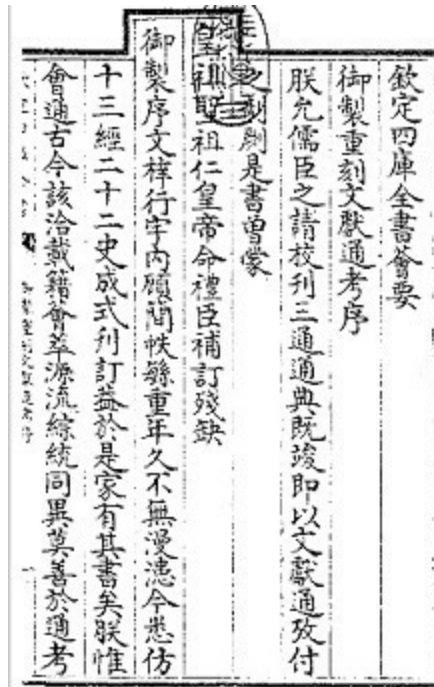 欽定四庫全書薈要
御製重刻文獻通考序
朕允儒臣之請校刋三通通典既竣即以文獻通攷付
之剞劂是書曽蒙
皇祖聖祖仁皇帝命禮臣補訂殘缺
御製序文梓行宇内顧簡帙緐重年久不無漫漶今悉仿
十三經二十二史成式刋訂葢於是家有其書矣朕惟
會通古今該洽載籍會萃源流綜統同異莫善於通考